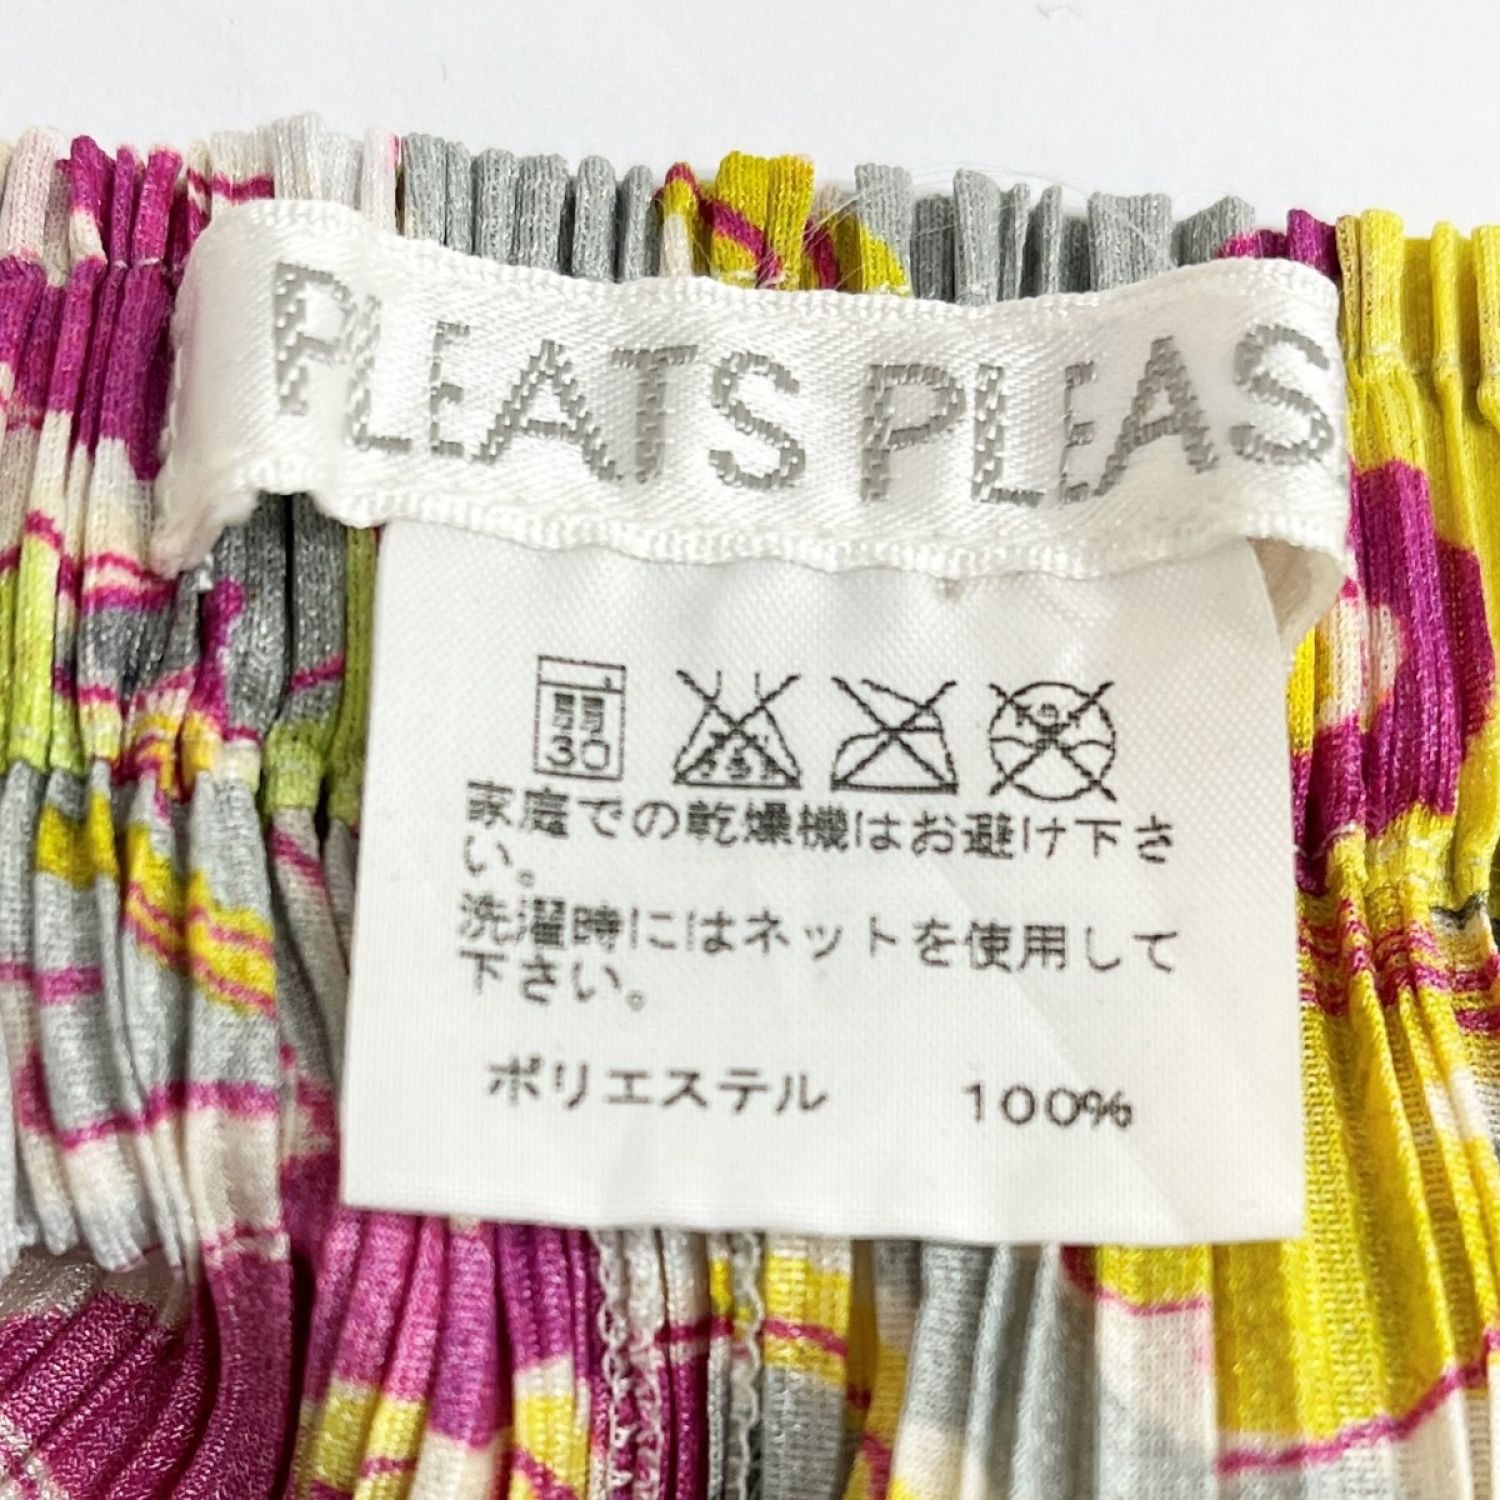 PLEATS PLEAS
弱
30
家庭での乾燥機はお避け下さ
い。
洗濯時にはネットを使用して
下さい。
ポリエステル 100%